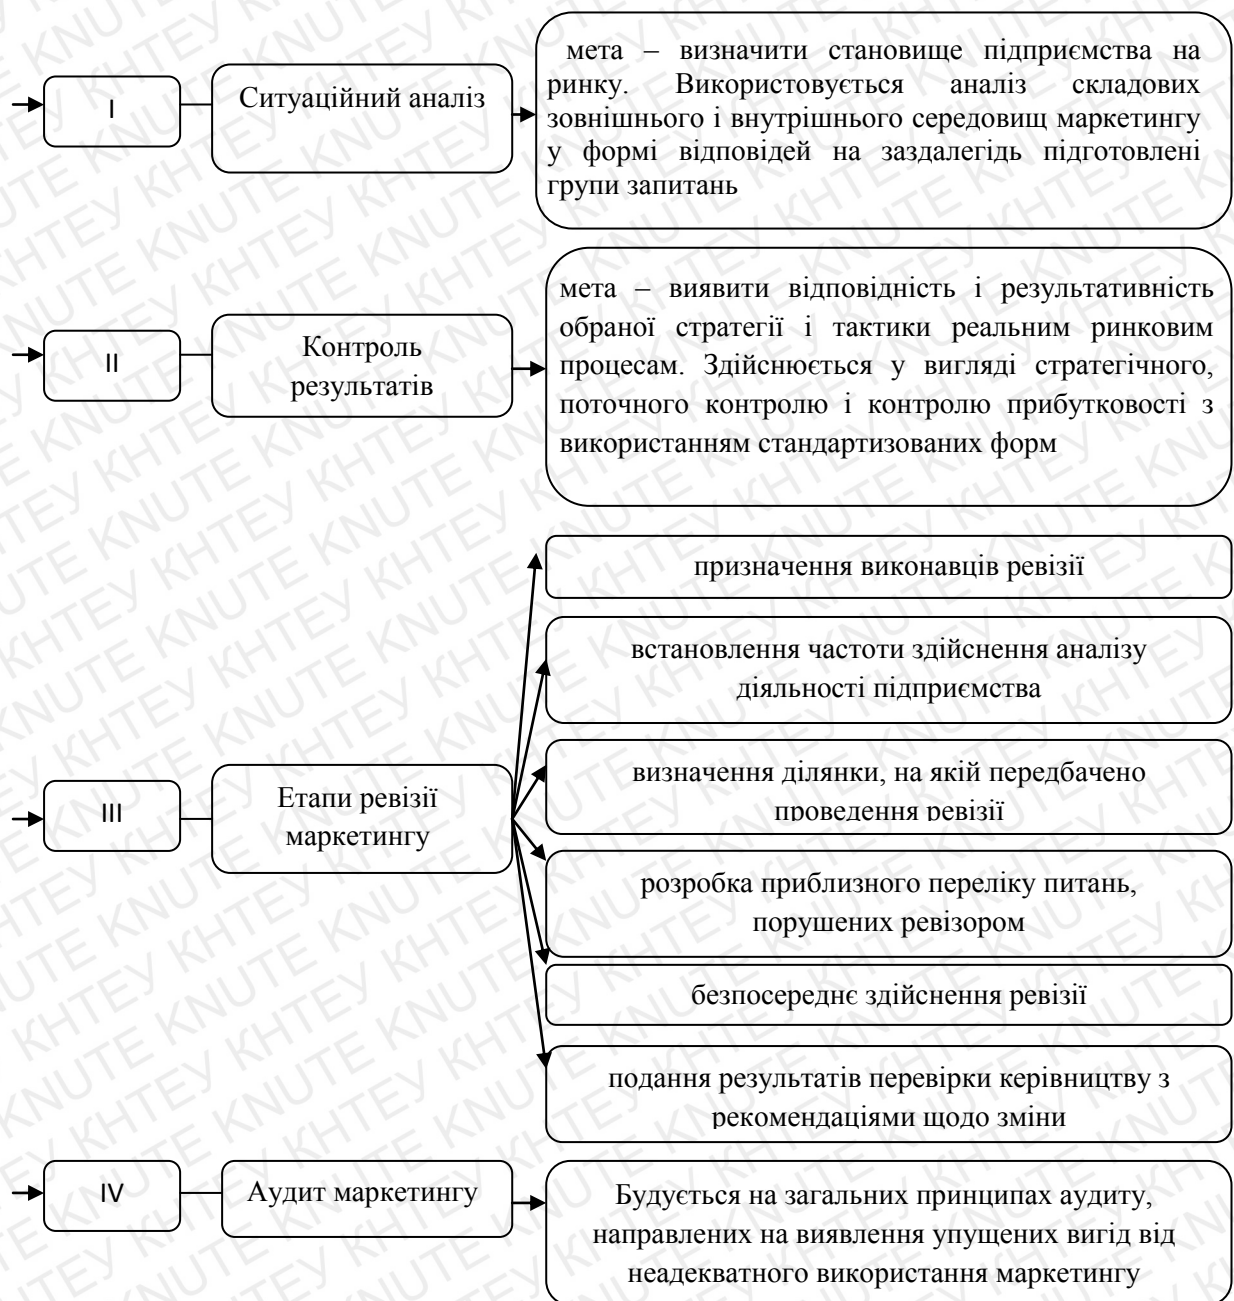 I
Ситуаційний аналіз
мета – визначити становище підприємства на
ринку. Використовується аналіз складових
зовнішнього і внутрішнього середовищ маркетингу
у формі відповідей на заздалегідь підготовлені
групи запитань
II
Контроль
результатів
мета – виявити відповідність і результативність
обраної стратегії і тактики реальним ринковим
процесам. Здійснюється у вигляді стратегічного,
поточного контролю і контролю прибутковості з
використанням стандартизованих форм
III
Етапи ревізії
маркетингу
призначення виконавців ревізії
встановлення частоти здійснення аналізу
діяльності підприємства
визначення ділянки, на якій передбачено
проведення ревізії
розробка приблизного переліку питань,
порушених ревізором
безпосереднє здійснення ревізії
подання результатів перевірки керівництву з
рекомендаціями щодо зміни
IV
Аудит маркетингу
Будується на загальних принципах аудиту,
направлених на виявлення упущених вигід від
неадекватного використання маркетингу